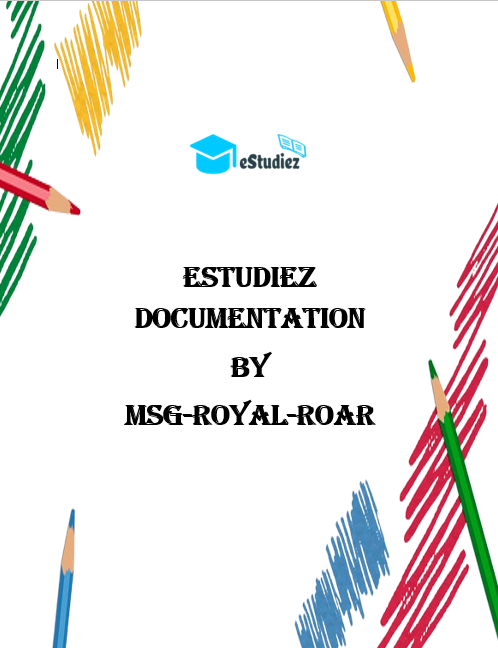 eStudiez
ESTUDIEZ
DOCUMENTATION
BY
MSG-ROYAL-ROAR